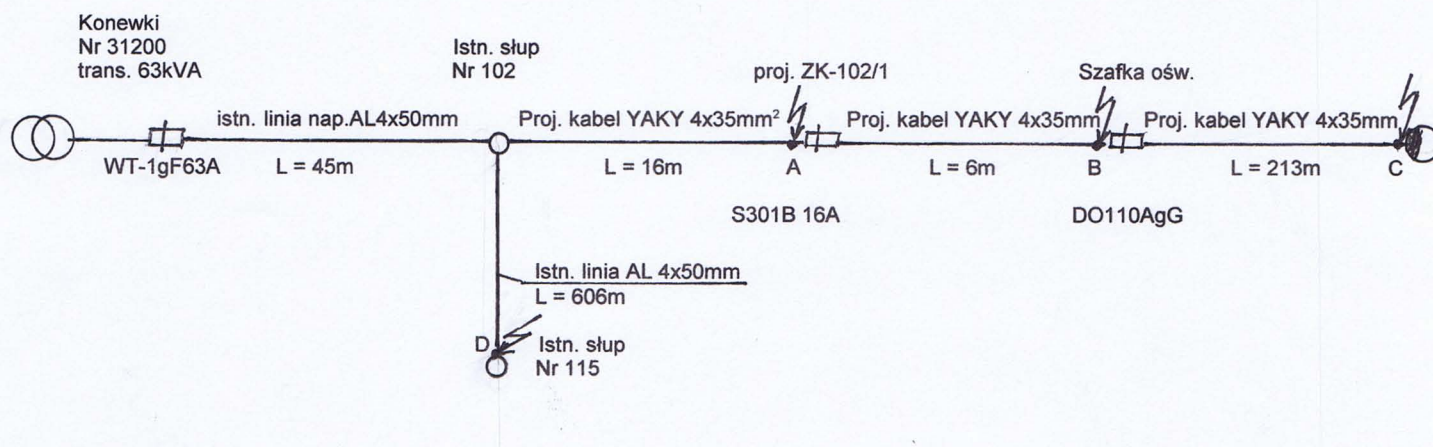 Konewki
Nr 31200
trans. 63kVA
Istn. słup
Nr 102
proj. ZK-102/1
Szafka ośw.
istn. linia nap.AL4x50mm
Proj. kabel YAKY 4x35mm²
Proj. kabel YAKY 4x35mm
Proj. kabel YAKY 4x35mm
WT-1gF63A
L = 45m
L = 16m
A
L = 6m
B
L = 213m
C
S301B 16A
DO110AgG
Istn. linia AL 4x50mm
L = 606m
D
Istn. słup
Nr 115